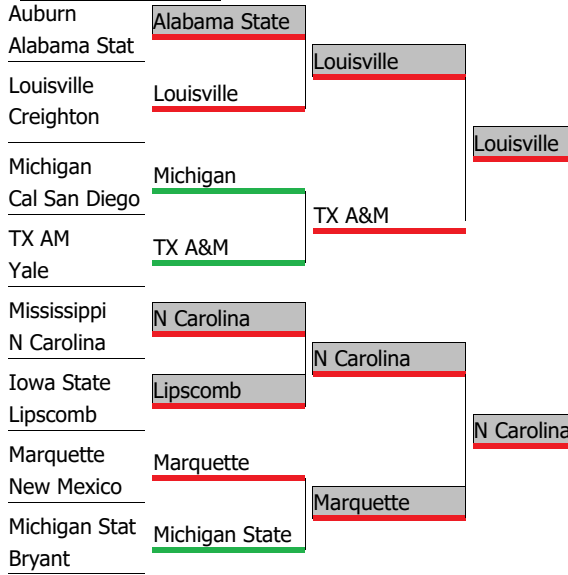 Auburn
Alabama Stat
Louisville
Creighton
Michigan
Cal San Diego
TX AM
Yale
Mississippi
N Carolina
Iowa State
Lipscomb
Marquette
New Mexico
Michigan Stat
Bryant
Alabama State
Louisville
Michigan
TX A&M
N Carolina
Lipscomb
Marquette
Michigan State
Louisville
TX A&M
N Carolina
Marquette
Louisville
N Carolina